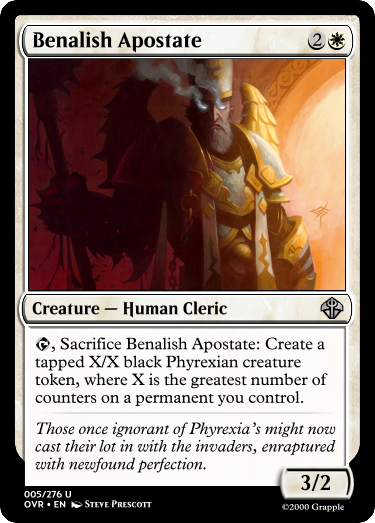 Benalish Apostate 2
Creature — Human Cleric
, Sacrifice Benalish Apostate: Create a
tapped X/X black Phyrexian creature
token, where X is the greatest number of
counters on a permanent you control.
Those once ignorant of Phyrexia's might now
cast their lot in with the invaders, enraptured
with newfound perfection.
3/2
005/276 U
OVR • EN Steve Prescott
©2000 Grapple